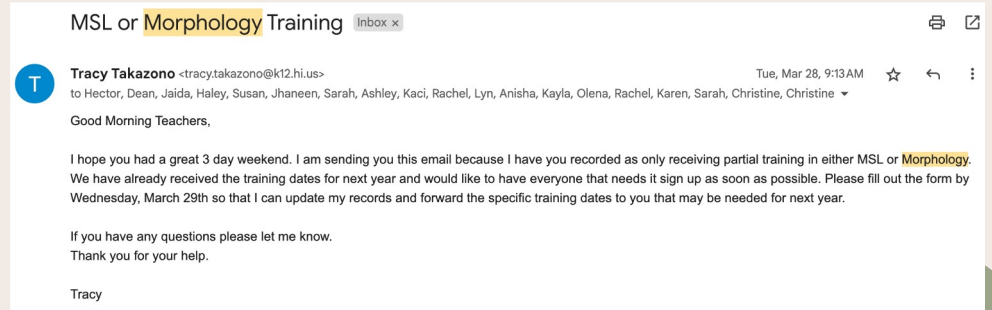 MSL or Morphology Training Inbox ×
T
Tracy Takazono <tracy.takazono@k12.hi.us> Tue, Mar 28, 9:13 AM
to Hector, Dean, Jaida, Haley, Susan, Jhaneen, Sarah, Ashley, Kaci, Rachel, Lyn, Anisha, Kayla, Olena, Rachel, Karen, Sarah, Christine, Christine
Good Morning Teachers,
I hope you had a great 3 day weekend. I am sending you this email because I have you recorded as only receiving partial training in either MSL or Morphology.
We have already received the training dates for next year and would like to have everyone that needs it sign up as soon as possible. Please fill out the form by
Wednesday, March 29th so that I can update my records and forward the specific training dates to you that may be needed for next year.
If you have any questions please let me know.
Thank you for your help.
Tracy